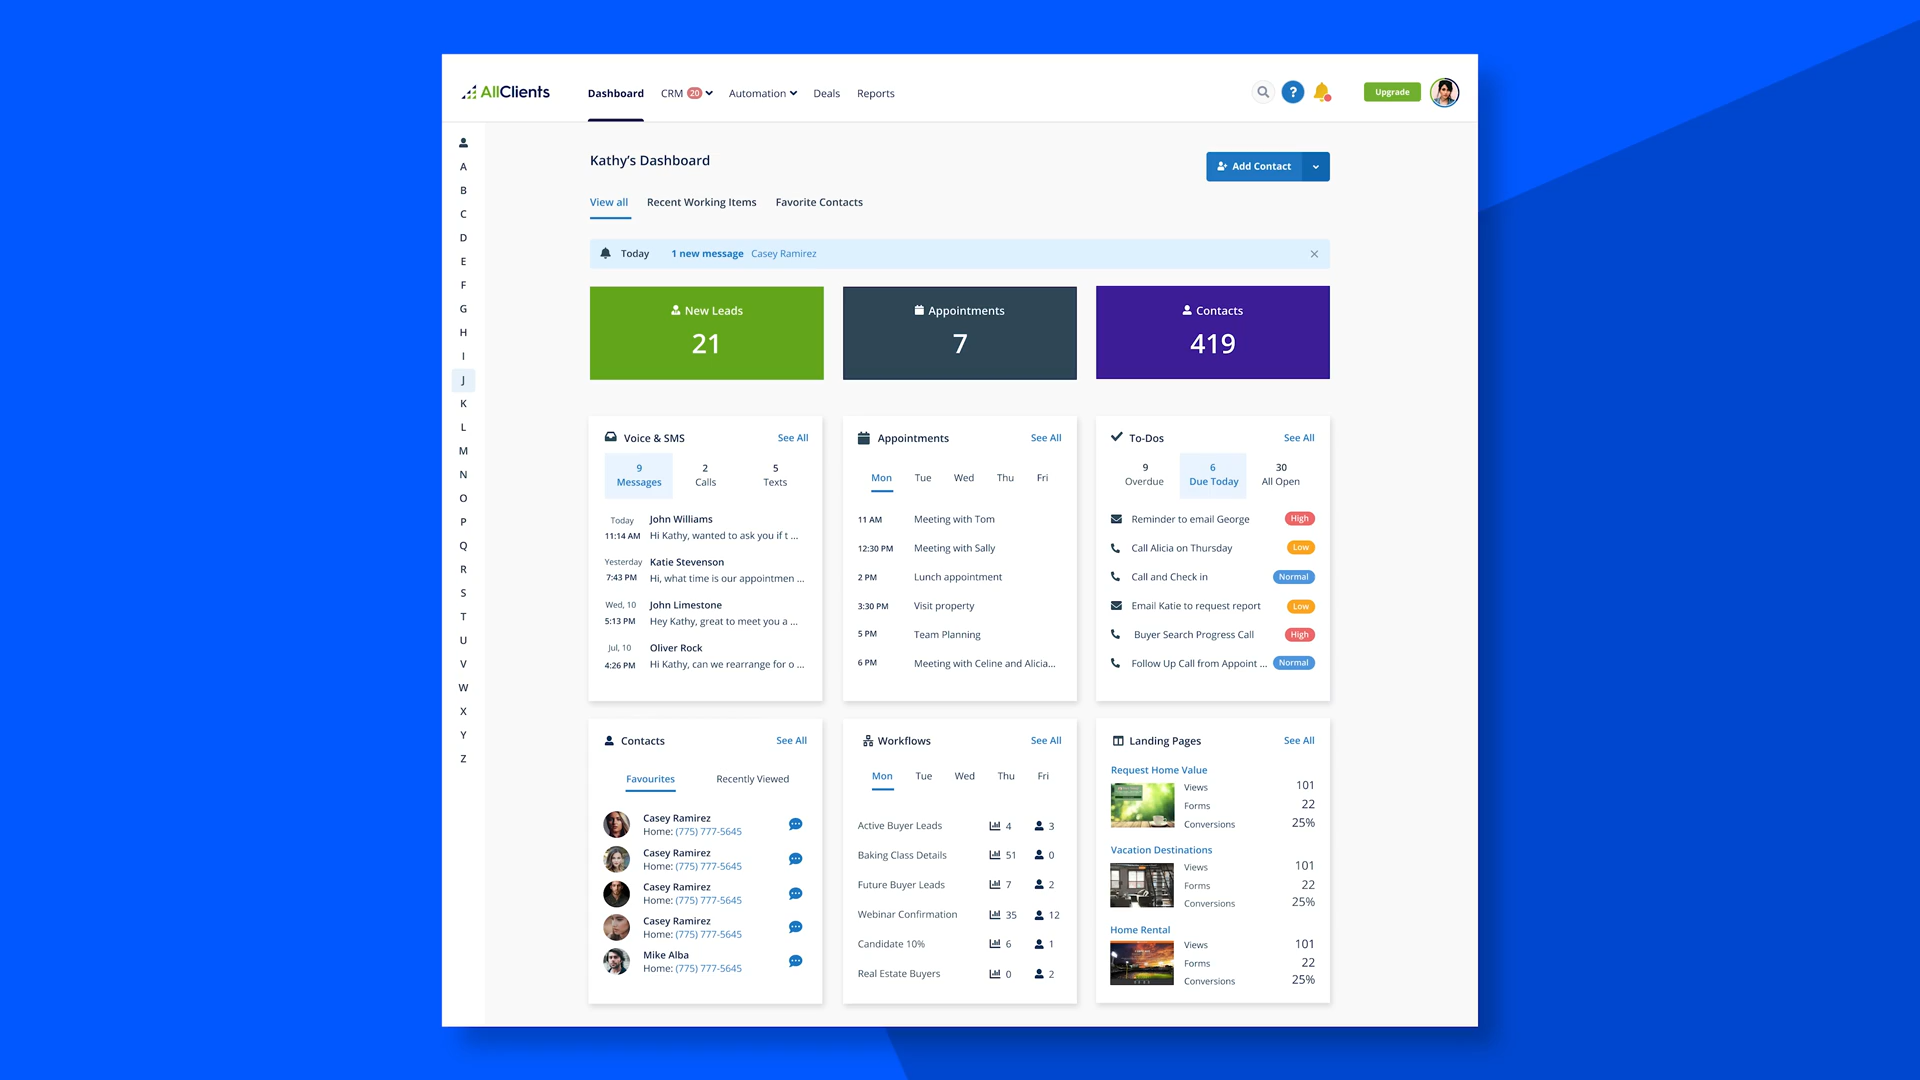 AllClients
Dashboard CRM 20 Automation Deals Reports ? Upgrade
A
B
C
D
E
F
G
H
I
J
K
L
M
N
O
P
Q
R
S
T
U
V
W
X
Y
Z
Kathy's Dashboard
Add Contact
View all Recent Working Items Favorite Contacts
Today 1 new message Casey Ramirez
New Leads
21
Appointments
7
Contacts
419
Voice & SMS See All
9 2 5
Messages Calls Texts
Today John Williams
11:14 AM Hi Kathy, wanted to ask you if t ...
Yesterday Katie Stevenson
7:43 PM Hi, what time is our appointmen ...
Wed, 10 John Limestone
5:13 PM Hey Kathy, great to meet you a ...
Jul, 10 Oliver Rock
4:26 PM Hi Kathy, can we rearrange for o ...
Appointments See All
Mon Tue Wed Thu Fri
11 AM Meeting with Tom
12:30 PM Meeting with Sally
2 PM Lunch appointment
3:30 PM Visit property
5 PM Team Planning
6 PM Meeting with Celine and Alicia...
To-Dos See All
9 6 30
Overdue Due Today All Open
Reminder to email George High
Call Alicia on Thursday Low
Call and Check in Normal
Email Katie to request report Low
Buyer Search Progress Call High
Follow Up Call from Appoint ... Normal
Contacts See All
Favourites Recently Viewed
Casey Ramirez
Home: (775) 777-5645
Casey Ramirez
Home: (775) 777-5645
Casey Ramirez
Home: (775) 777-5645
Casey Ramirez
Home: (775) 777-5645
Mike Alba
Home: (775) 777-5645
Workflows See All
Mon Tue Wed Thu Fri
Active Buyer Leads 4 3
Baking Class Details 51 0
Future Buyer Leads 7 2
Webinar Confirmation 35 12
Candidate 10% 6 1
Real Estate Buyers 0 2
Landing Pages See All
Request Home Value
Views 101
Forms 22
Conversions 25%
Vacation Destinations
Views 101
Forms 22
Conversions 25%
Home Rental
Views 101
Forms 22
Conversions 25%